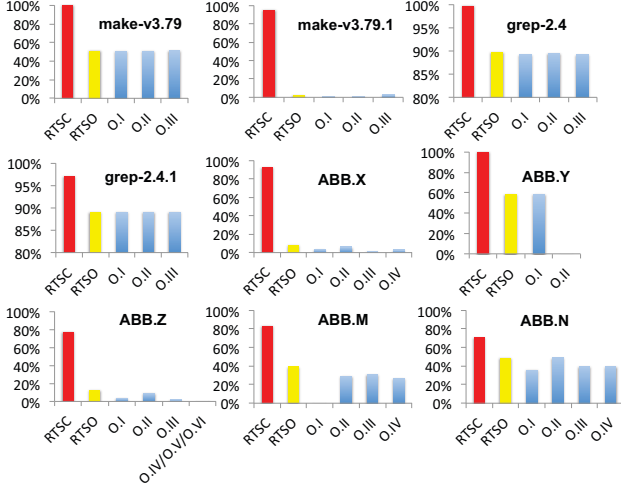 make-v3.79
100%
80%
60%
40%
20%
0%
RTSC
RTSO
O.I
O.II
O.III
make-v3.79.1
100%
80%
60%
40%
20%
0%
RTSC
RTSO
O.I
O.II
O.III
grep-2.4
100%
95%
90%
85%
80%
RTSC
RTSO
O.I
O.II
O.III
grep-2.4.1
100%
95%
90%
85%
80%
RTSC
RTSO
O.I
O.II
O.III
ABB.X
100%
80%
60%
40%
20%
0%
RTSC
RTSO
O.I
O.II
O.III
O.IV
ABB.Y
100%
80%
60%
40%
20%
0%
RTSC
RTSO
O.I
O.II
ABB.Z
100%
80%
60%
40%
20%
0%
RTSC
RTSO
O.I
O.II
O.III
O.IV/O.V/O.VI
ABB.M
100%
80%
60%
40%
20%
0%
RTSC
RTSO
O.I
O.II
O.III
O.IV
ABB.N
100%
80%
60%
40%
20%
0%
RTSC
RTSO
O.I
O.II
O.III
O.IV